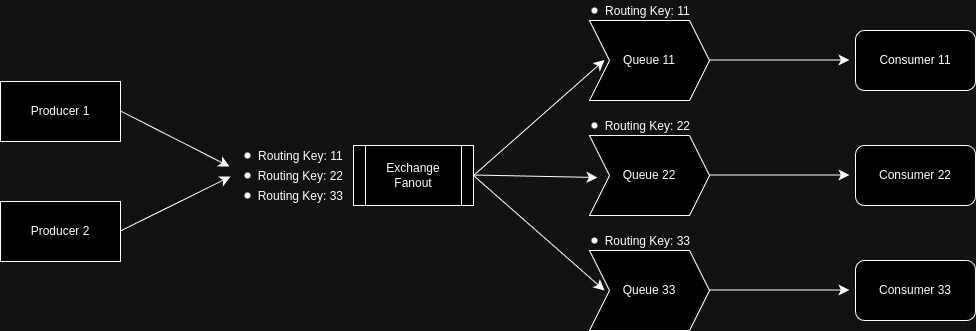 Producer 1
Producer 2
Routing Key: 11
Routing Key: 22
Routing Key: 33
Exchange
Fanout
Routing Key: 11
Queue 11
Consumer 11
Routing Key: 22
Queue 22
Consumer 22
Routing Key: 33
Queue 33
Consumer 33